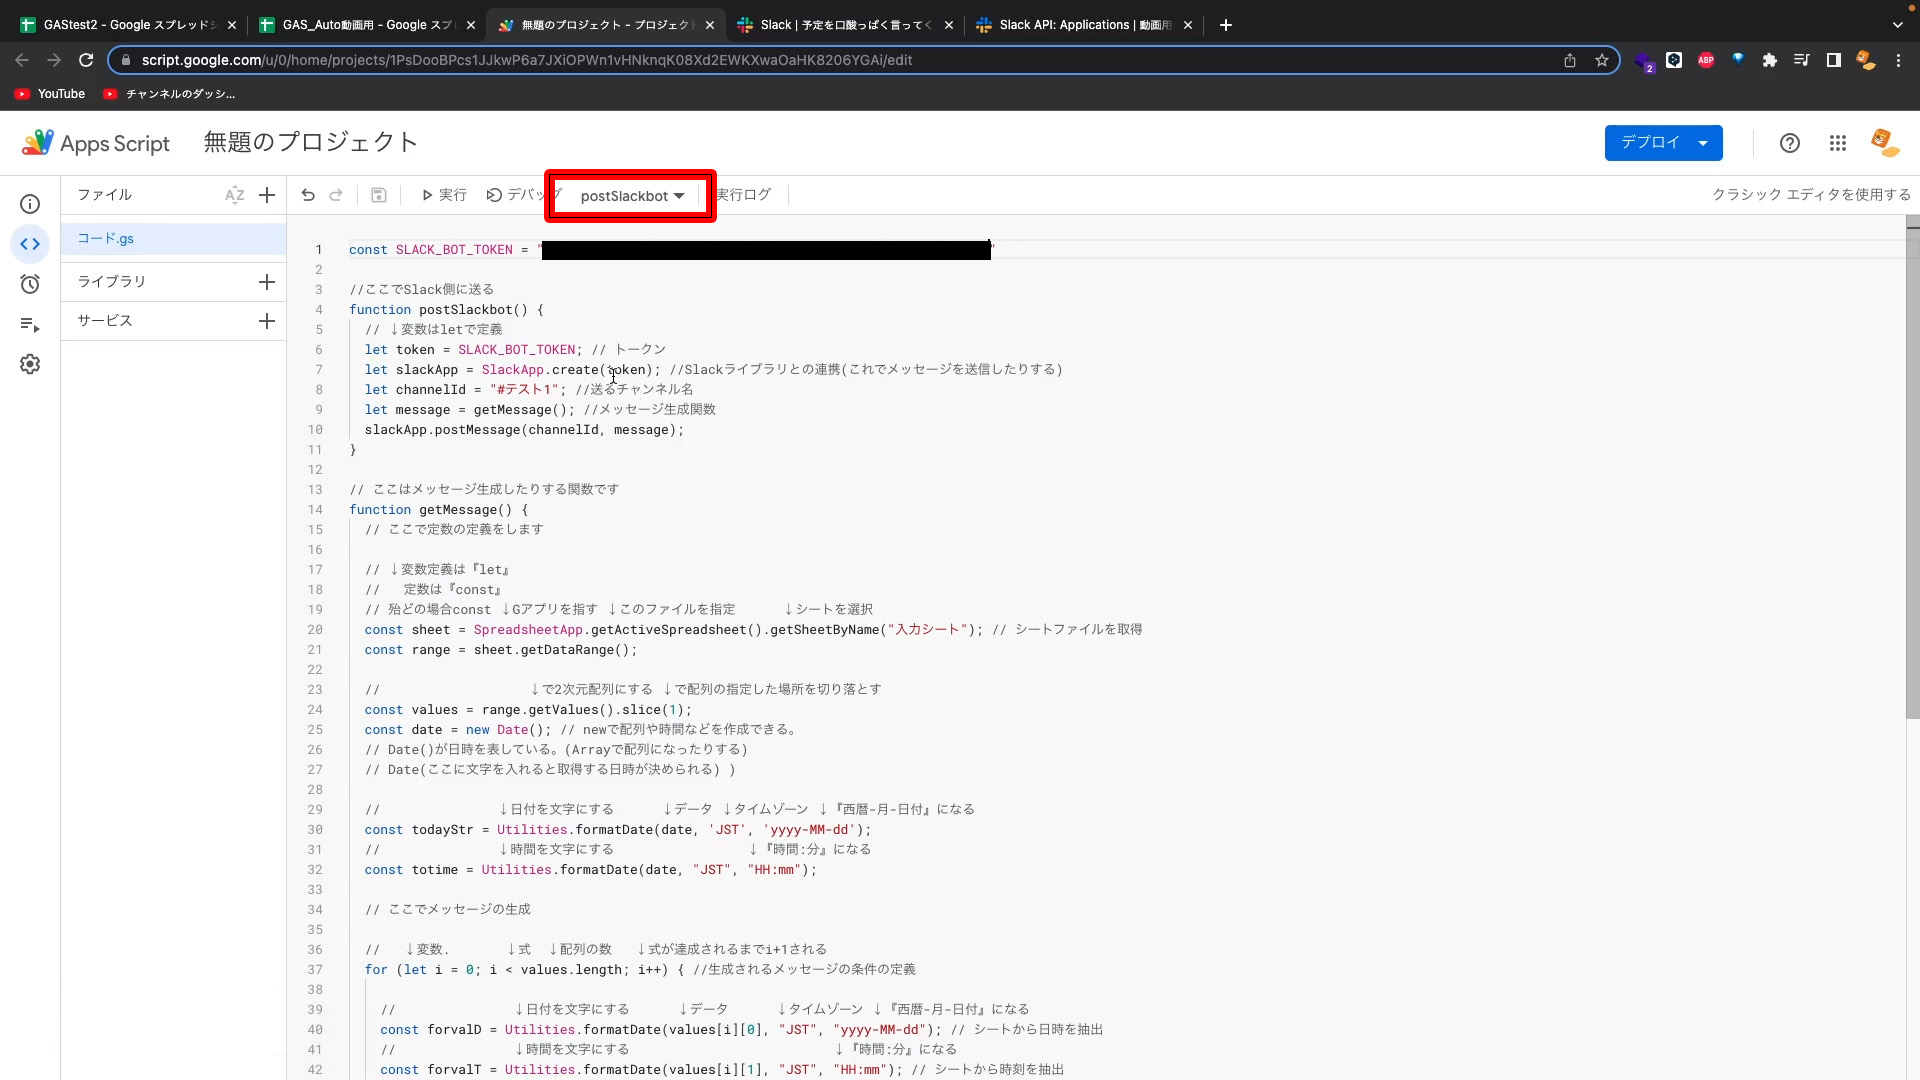 GAStest2 - Google スプレッドシ
GAS_Auto動画用 - Google スプ
無題のプロジェクト - プロジェクト
Slack | 予定を口酸っぱく言ってく
Slack API: Applications | 動画用
script.google.com/u/0/home/projects/1PsDooBPcs1JJkwP6a7JXiOPWn1vHNknqK08Xd2EWKXwaOaHK8206YGAi/edit
2
ABP
YouTube
チャンネルのダッシ...
Apps Script
無題のプロジェクト
デプロイ
ファイル
AZ
実行
デバッグ
postSlackbot
実行ログ
クラシック エディタを使用する
コード.gs
ライブラリ
サービス
1 const SLACK_BOT_TOKEN = " "
2
3 //ここでSlack側に送る
4 function postSlackbot() {
5 // ↓変数はletで定義
6 let token = SLACK_BOT_TOKEN; // トークン
7 let slackApp = SlackApp.create(token); //Slackライブラリとの連携(これでメッセージを送信したりする)
8 let channelId = "#テスト1"; //送るチャンネル名
9 let message = getMessage(); //メッセージ生成関数
10 slackApp.postMessage(channelId, message);
11 }
12
13 // ここはメッセージ生成したりする関数です
14 function getMessage() {
15 // ここで定数の定義をします
16
17 // ↓変数定義は『let』
18 // 定数は『const』
19 // 殆どの場合const ↓Gアプリを指す ↓このファイルを指定 ↓シートを選択
20 const sheet = SpreadsheetApp.getActiveSpreadsheet().getSheetByName("入力シート"); // シートファイルを取得
21 const range = sheet.getDataRange();
22
23 // ↓で2次元配列にする ↓で配列の指定した場所を切り落とす
24 const values = range.getValues().slice(1);
25 const date = new Date(); // newで配列や時間などを作成できる。
26 // Date()が日時を表している。(Arrayで配列になったりする)
27 // Date(ここに文字を入れると取得する日時が決められる) )
28
29 // ↓日付を文字にする ↓データ ↓タイムゾーン ↓『西暦-月-日付』になる
30 const todayStr = Utilities.formatDate(date, 'JST', 'yyyy-MM-dd');
31 // ↓時間を文字にする ↓『時間:分』になる
32 const totime = Utilities.formatDate(date, "JST", "HH:mm");
33
34 // ここでメッセージの生成
35
36 // ↓変数. ↓式 ↓配列の数 ↓式が達成されるまでi+1される
37 for (let i = 0; i < values.length; i++) { //生成されるメッセージの条件の定義
38
39 // ↓日付を文字にする ↓データ ↓タイムゾーン ↓『西暦-月-日付』になる
40 const forvalD = Utilities.formatDate(values[i][0], "JST", "yyyy-MM-dd"); // シートから日時を抽出
41 // ↓時間を文字にする ↓『時間:分』になる
42 const forvalT = Utilities.formatDate(values[i][1], "JST", "HH:mm"); // シートから時刻を抽出